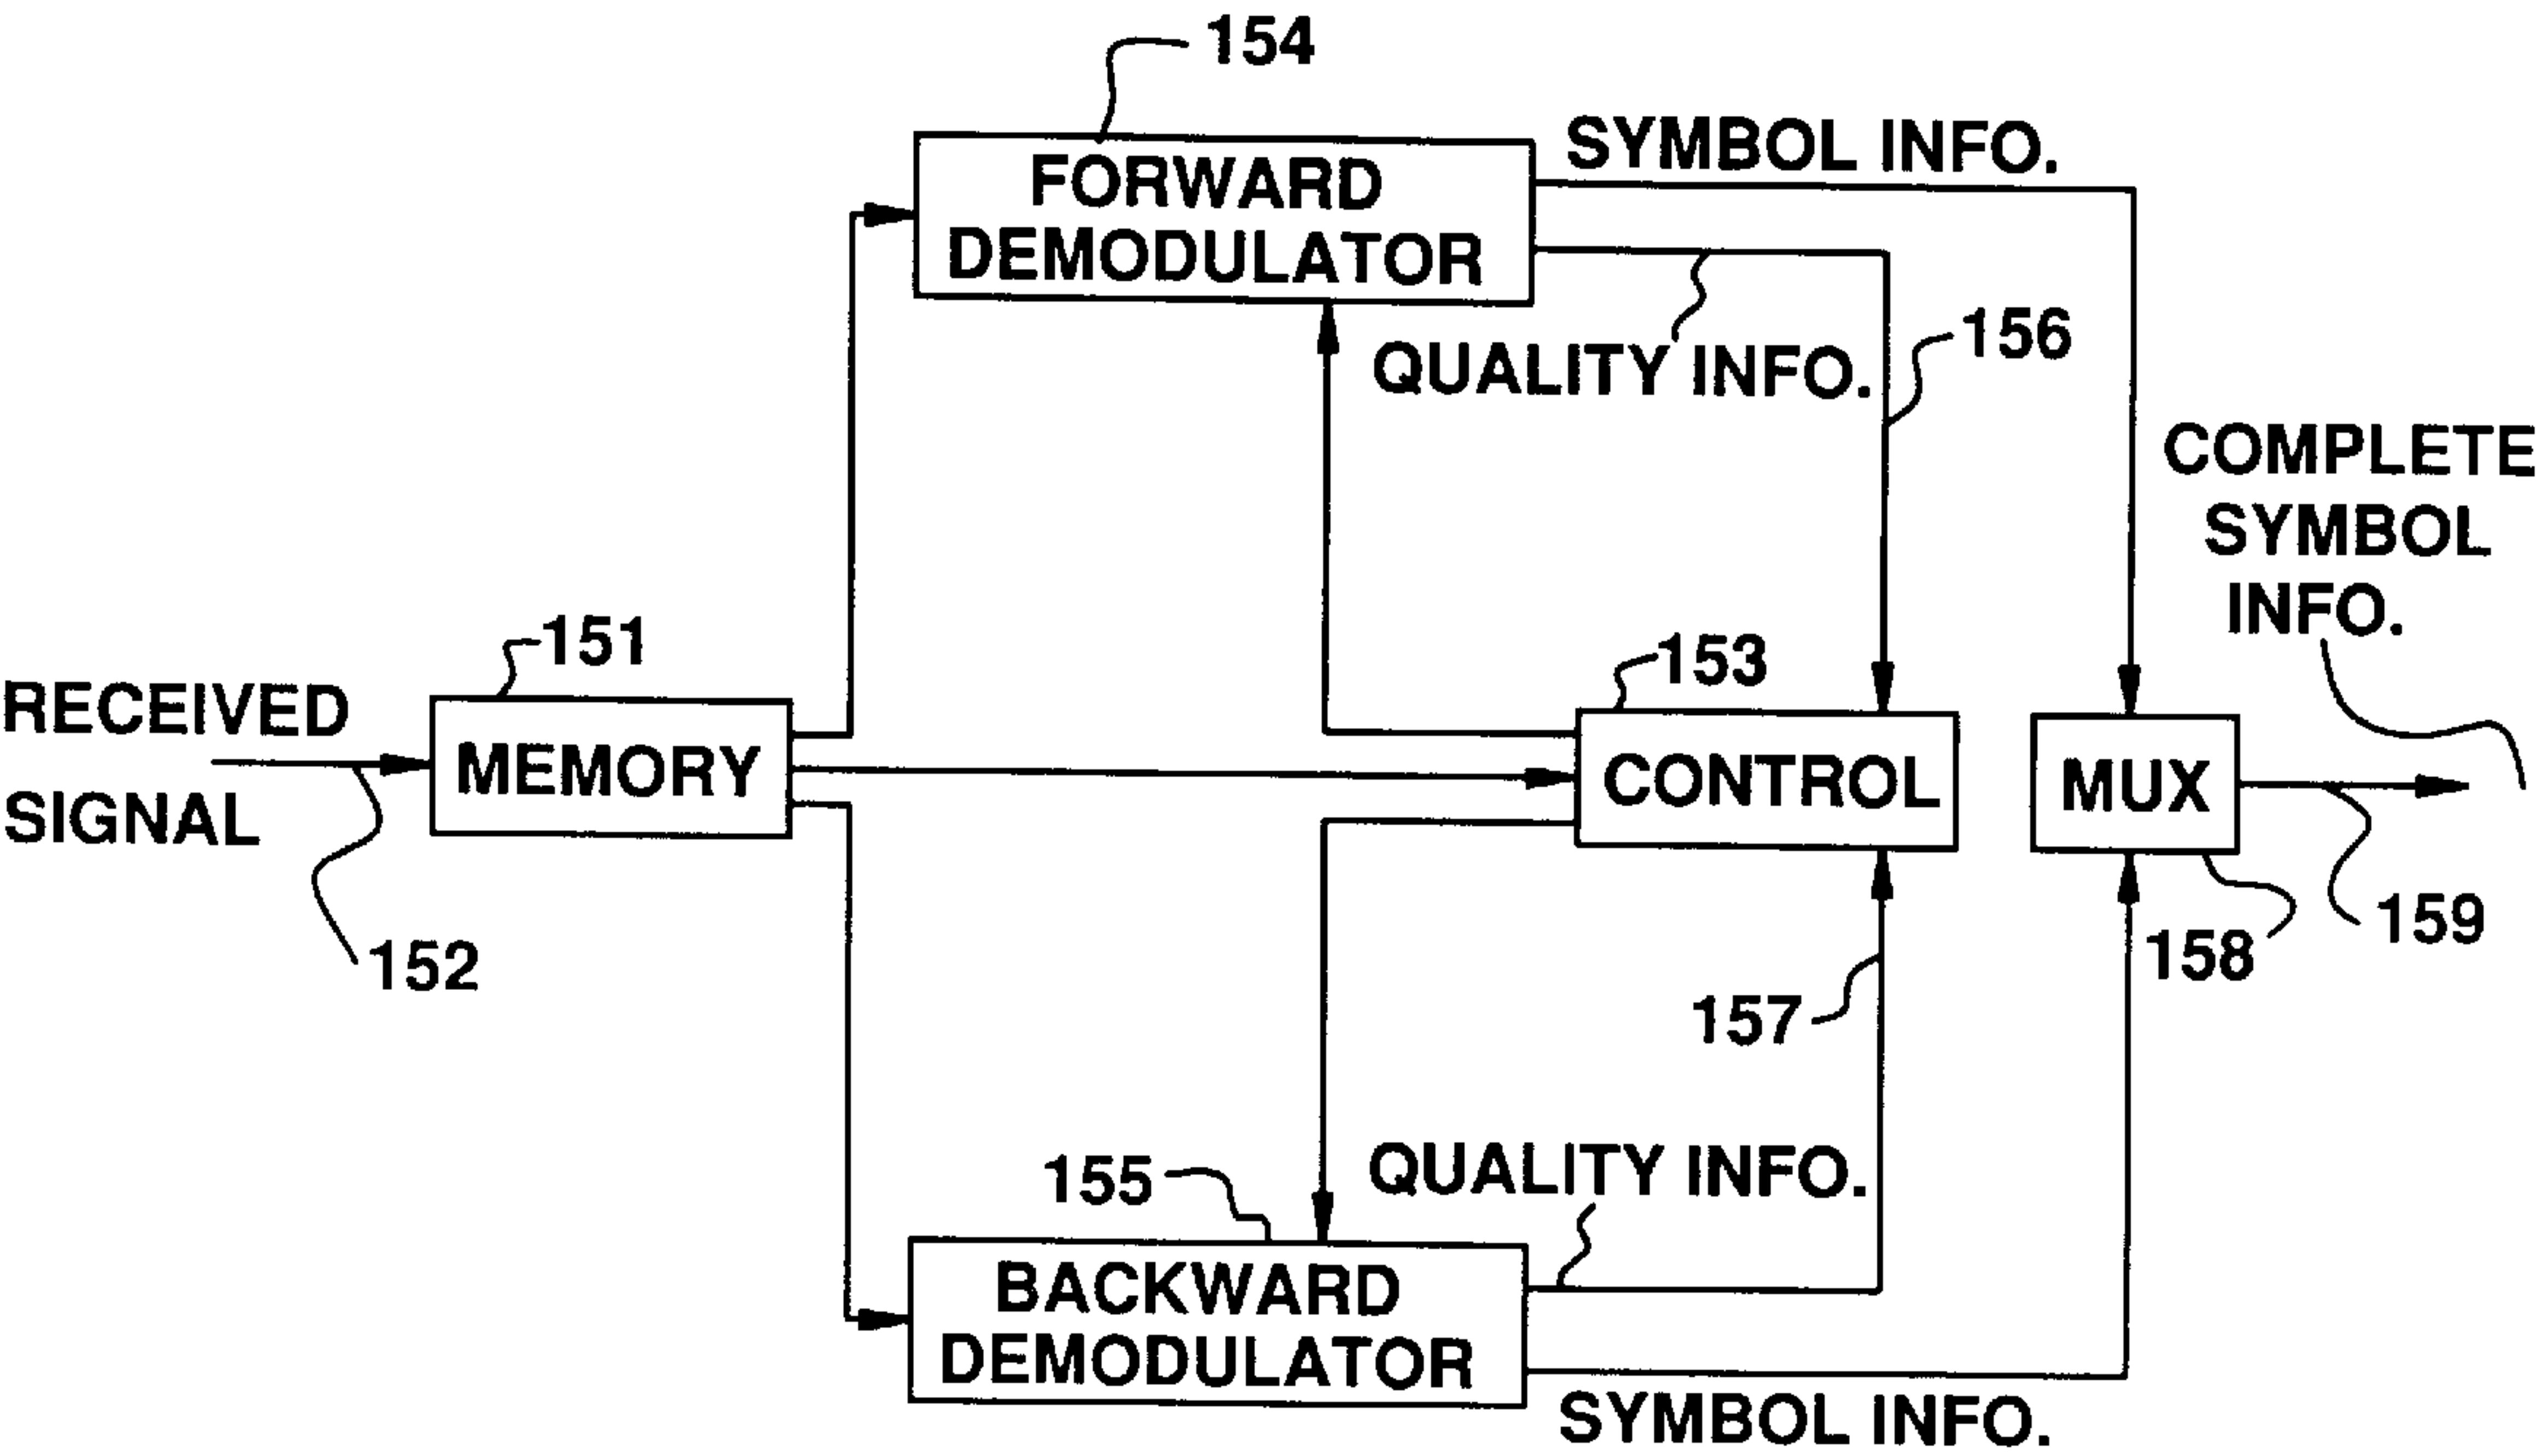 154
FORWARD
DEMODULATOR
SYMBOL INFO.
QUALITY INFO.
156
COMPLETE
SYMBOL
INFO.
151
153
RECEIVED
SIGNAL
MEMORY
CONTROL
MUX
152
159
158
157
155
QUALITY INFO.
BACKWARD
DEMODULATOR
SYMBOL INFO.